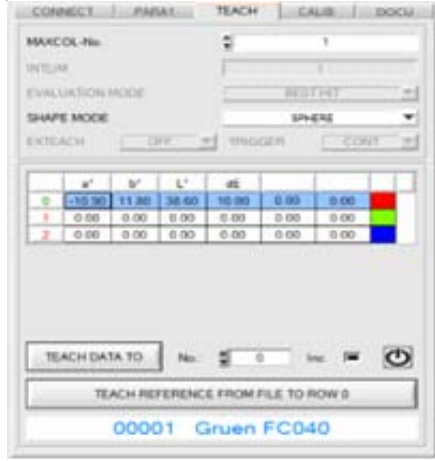 CONNECT PARA1 TEACH CALIB DOCU
MAXCOL-No. 1
INTLIM 1
EVALUATION MODE BEST HIT
SHAPE MODE SPHERE
EXTEACH OFF TRIGGER CONT
a* b* L* dE
0 -10.90 11.80 38.60 10.00 0.00 0.00
1 0.00 0.00 0.00 0.00 0.00 0.00
2 0.00 0.00 0.00 0.00 0.00 0.00
TEACH DATA TO No.: 0 Inc.
TEACH REFERENCE FROM FILE TO ROW 0
00001 Gruen FC040